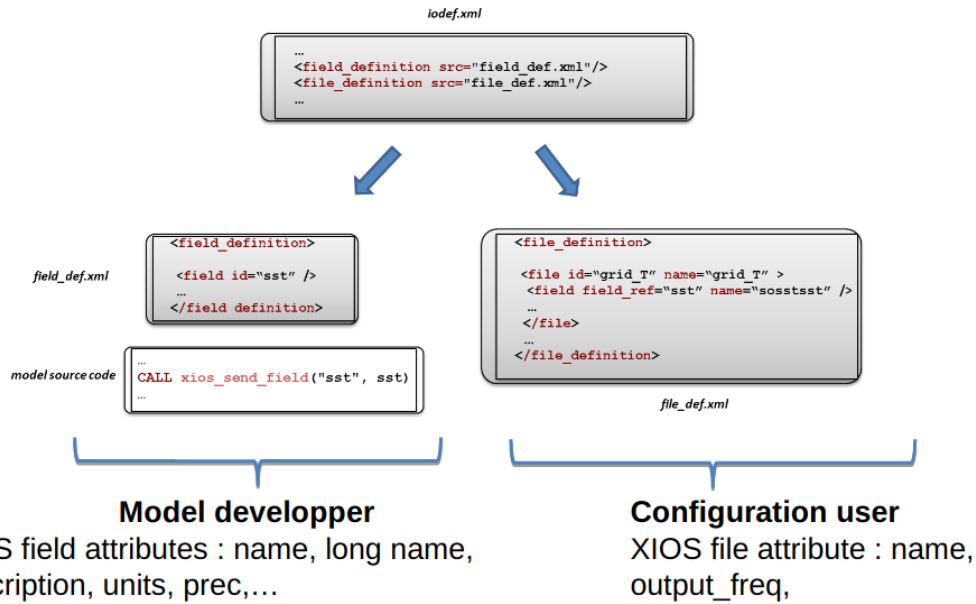 iodef.xml
…
<field_definition src="field_def.xml"/>
<file_definition src="file_def.xml"/>
…
field_def.xml
<field_definition>
<field id=“sst” />
…
</field definition>
model source code
…
CALL xios_send_field("sst", sst)
…
<file_definition>
<file id=“grid_T” name=“grid_T” >
<field field_ref=“sst” name=“sosstsst” />
…
</file>
…
</file_definition>
file_def.xml
Model developper
S field attributes : name, long name,
cription, units, prec,…
Configuration user
XIOS file attribute : name,
output_freq,